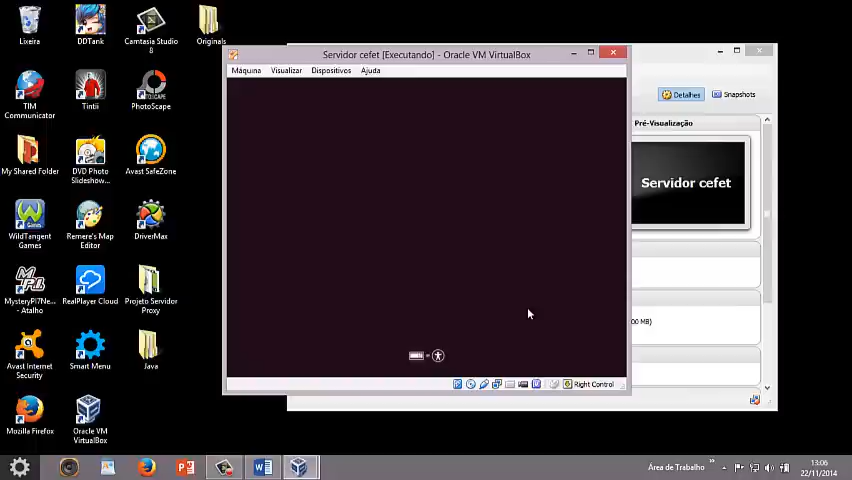 Lixeira
DDTank
Camtasia Studio
8
Originals
TIM
Communicator
Tintii
PhotoScape
My Shared Folder
DVD Photo
Slideshow...
Avast SafeZone
WildTangent
Games
Remere's Map
Editor
DriverMax
MysteryPI7Ne...
- Atalho
RealPlayer Cloud
Projeto Servidor
Proxy
Avast Internet
Security
Smart Menu
Java
Mozilla Firefox
Oracle VM
VirtualBox
Servidor cefet [Executando] - Oracle VM VirtualBox
Máquina Visualizar Dispositivos Ajuda
Right Control
Detalhes
Snapshots
Pré-Visualização
Servidor cefet
00 MB)
Área de Trabalho
13:06
22/11/2014